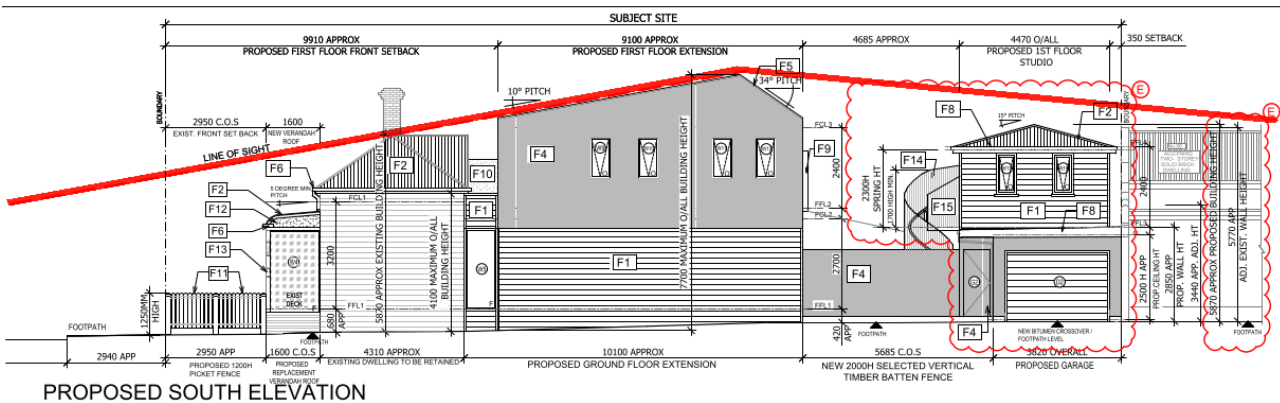 SUBJECT SITE
9910 APPROX
PROPOSED FIRST FLOOR FRONT SETBACK
9100 APPROX
PROPOSED FIRST FLOOR EXTENSION
4685 APPROX
4470 O/ALL
PROPOSED 1ST FLOOR
STUDIO
350 SETBACK
BOUNDARY
2950 C.O.S
EXIST. FRONT SET BACK
1600
NEW VERANDAH
ROOF
LINE OF SIGHT
10° PITCH
F5
34° PITCH
E
BOUNDARY
E
F8
15° PITCH
F2
FCL3
F4
F2
F6
F10
F9
2400
F14
2300H
SPRING HT
1700 HIGH MIN.
F15
2400
TWO- STOREY
SOLID BRICK
DWELLING
5 DEGREE MIN
PITCH
FCL1
F2
F12
F6
F13
F1
FFL2
FCL2
F1
F8
F11
3200
5870 APPROX EXISTING BUILDING HEIGHT
4100 MAXIMUM O/ALL
BUILDING HEIGHT
7700 MAXIMUM O/ALL BUILDING HEIGHT
F1
2700
F4
2500 H APP
PROP.CEILING HT
2850 APP
PROP. WALL HT
3440 APP. ADJ. HT
5870 APPROX PROPOSED BUILDING HEIGHT
5770 APP
ADJ. EXIST. WALL HEIGHT
EXIST
DECK
FFL1
FFL1
1250MM
HIGH
680
APP
420
APP
F4
FOOTPATH
FOOTPATH
FOOTPATH
NEW BITUMEN CROSSOVER /
FOOTPATH LEVEL
FOOTPATH
2940 APP
2950 APP
PROPOSED 1200H
PICKET FENCE
1600 C.O.S
PROPOSED
REPLACEMENT
VERANDAH ROOF
4310 APPROX
EXISTING DWELLING TO BE RETAINED
10100 APPROX
PROPOSED GROUND FLOOR EXTENSION
5685 C.O.S
NEW 2000H SELECTED VERTICAL
TIMBER BATTEN FENCE
3820 OVERALL
PROPOSED GARAGE
PROPOSED SOUTH ELEVATION